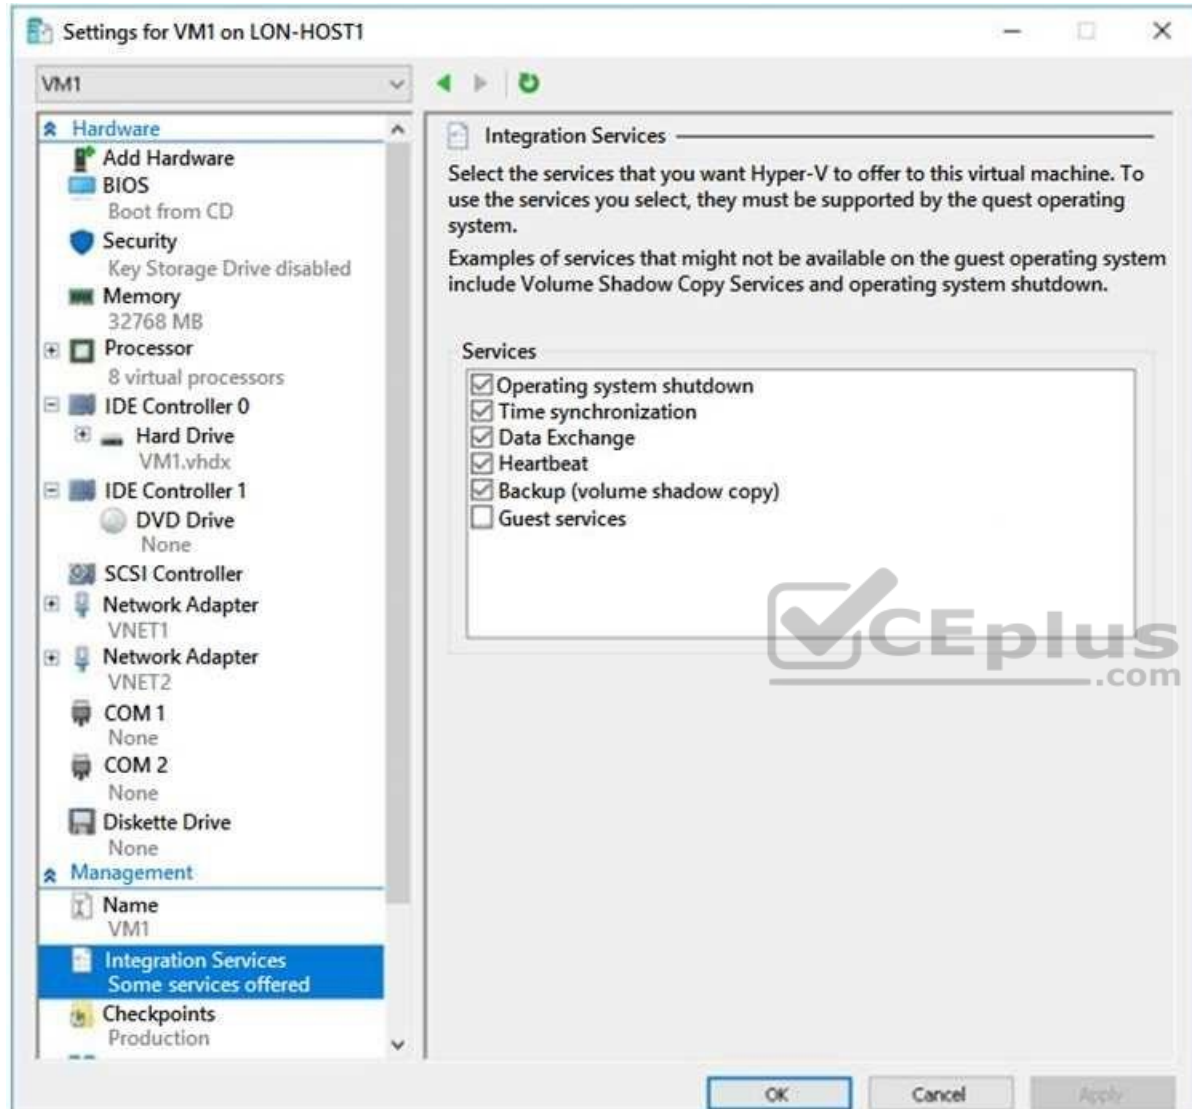 Settings for VM1 on LON-HOST1
VM1
Hardware
Add Hardware
BIOS
Boot from CD
Security
Key Storage Drive disabled
Memory
32768 MB
Processor
8 virtual processors
IDE Controller 0
Hard Drive
VM1.vhdx
IDE Controller 1
DVD Drive
None
SCSI Controller
Network Adapter
VNET1
Network Adapter
VNET2
COM 1
None
COM 2
None
Diskette Drive
None
Management
Name
VM1
Integration Services
Some services offered
Checkpoints
Production
Integration Services
Select the services that you want Hyper-V to offer to this virtual machine. To
use the services you select, they must be supported by the quest operating
system.
Examples of services that might not be available on the guest operating system
include Volume Shadow Copy Services and operating system shutdown.
Services
Operating system shutdown
Time synchronization
Data Exchange
Heartbeat
Backup (volume shadow copy)
Guest services
CEplus
.com
OK
Cancel
Apply